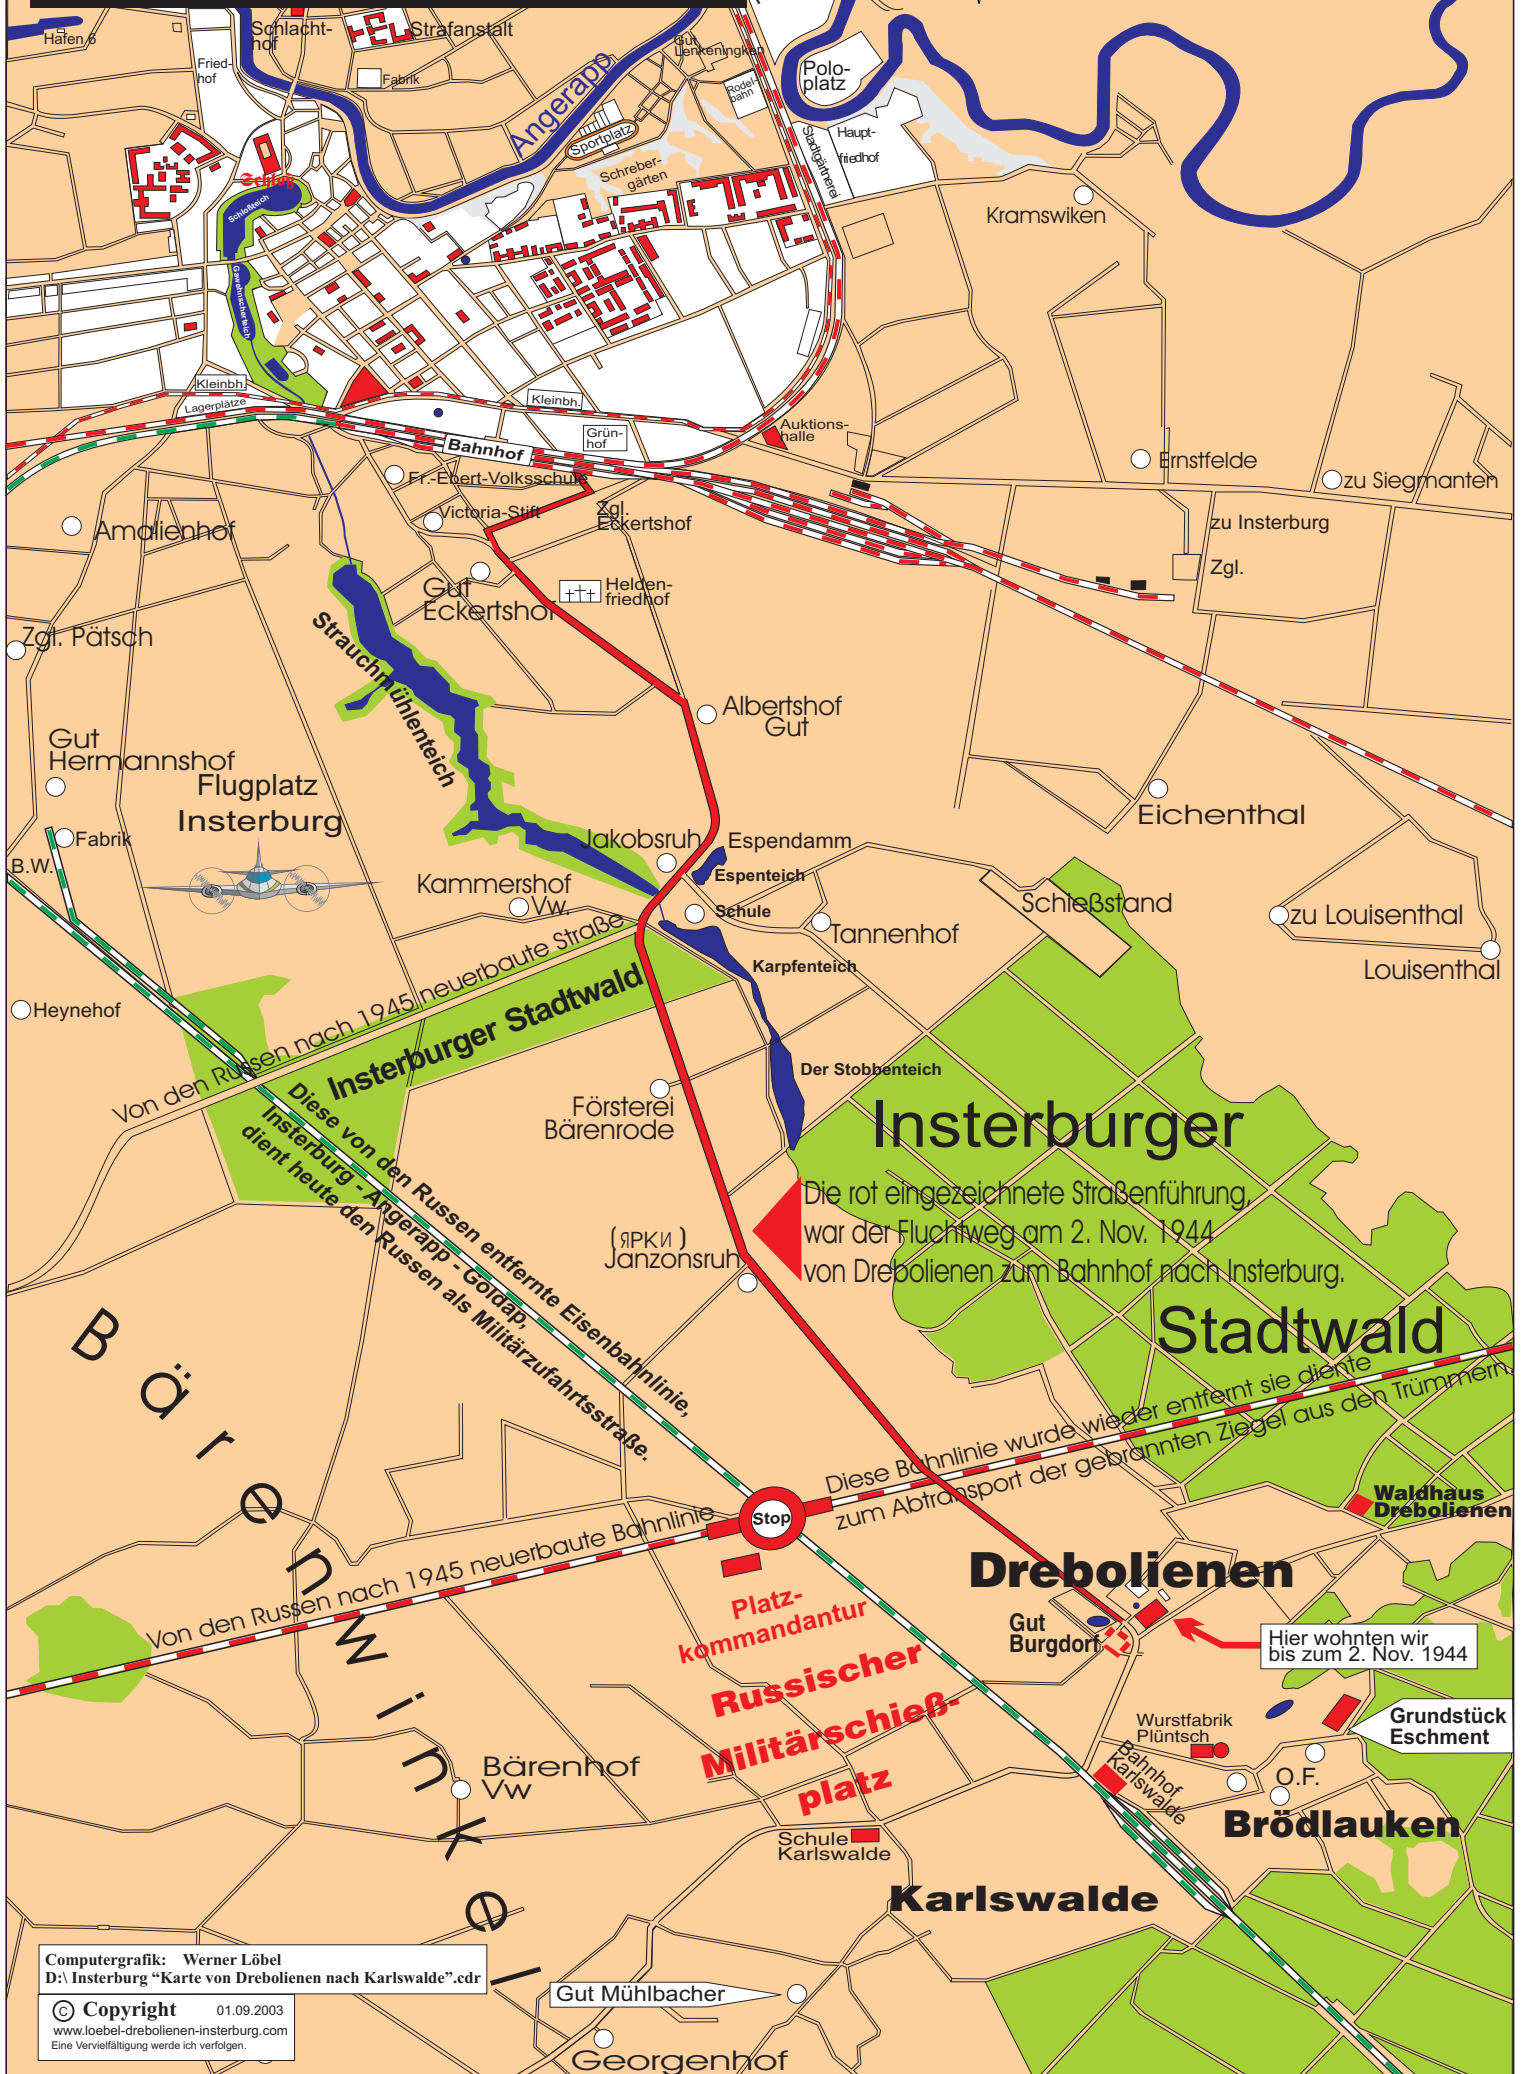 Hafen 6
Schlacht-
hof
Strafanstalt
Fried-
hof
Fabrik
Angerapp
Gut
Lenkeningken
Rodel-
bahn
Polo-
platz
Sportplatz
Schreber-
gärten
Stadtgärtnerei
Haupt-
friedhof
Kramswiken
Schloß
Schloßteich
Gawehnscherteich
Kleinbh.
Lagerplätze
Kleinbh.
Grün-
hof
Bahnhof
Auktions-
halle
Ernstfelde
zu Siegmanten
Fr.-Ebert-Volksschule
Victoria-Stift
Zgl.
Eckertshof
zu Insterburg
Zgl.
Amalienhof
Gut
Eckertshof
Helden-
friedhof
Zgl. Pätsch
Strauchmühlenteich
Albertshof
Gut
Gut
Hermannshof
Flugplatz
Insterburg
Fabrik
B.W.
Eichenthal
Jakobsruh
Espendamm
Espenteich
Kammershof
Vw.
Schule
Tannenhof
Schießstand
zu Louisenthal
Louisenthal
Karpfenteich
Heynehof
Von den Russen nach 1945 neuerbaute Straße
Insterburger Stadtwald
Der Stobbenteich
Försterei
Bärenrode
Insterburger
Stadtwald
Diese von den Russen entfernte Eisenbahnlinie,
Insterburg - Angerapp - Goldap,
dient heute den Russen als Militärzufahrtsstraße.
Die rot eingezeichnete Straßenführung,
war der Fluchtweg am 2. Nov. 1944
von Drebolienen zum Bahnhof nach Insterburg.
(ЯРКИ)
Janzonsruh
Bärenwinkel
Diese Bahnlinie wurde wieder entfernt sie diente
zum Abtransport der gebrannten Ziegel aus den Trümmern.
Von den Russen nach 1945 neuerbaute Bahnlinie
Stop
Waldhaus
Drebolienen
Drebolienen
Platz-
kommandantur
Gut
Burgdorf
Hier wohnten wir
bis zum 2. Nov. 1944
Russischer
Militärschieß-
platz
Grundstück
Eschment
Wurstfabrik
Plüntsch
Bahnhof
Karlswalde
O.F.
Brödlauken
Bärenhof
Vw
Schule
Karlswalde
Karlswalde
Computergrafik: Werner Löbel
D:\ Insterburg “Karte von Drebolienen nach Karlswalde”.cdr
© Copyright 01.09.2003
www.loebel-drebolienen-insterburg.com
Eine Vervielfältigung werde ich verfolgen.
Gut Mühlbacher
Georgenhof